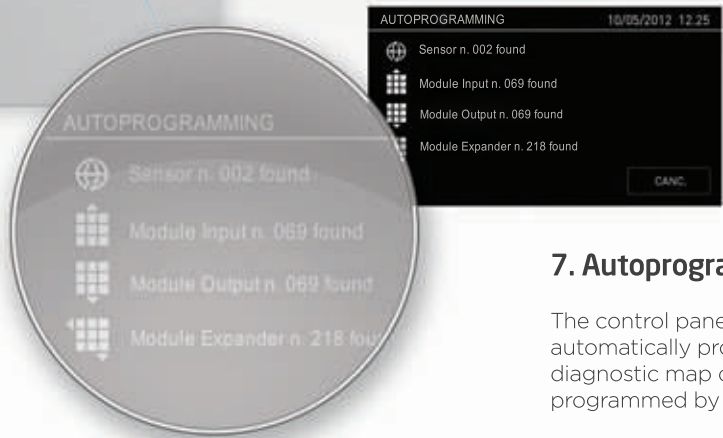 AUTOPROGRAMMING 10/05/2012 12.25
Sensor n. 002 found
Module Input n. 069 found
Module Output n. 069 found
Module Expander n. 218 found
CANC.
AUTOPROGRAMMING
Sensor n. 002 found
Module Input n. 069 found
Module Output n. 069 found
Module Expander n. 218
7. Autoprogra
The control pane
automatically pro
diagnostic map
programmed by